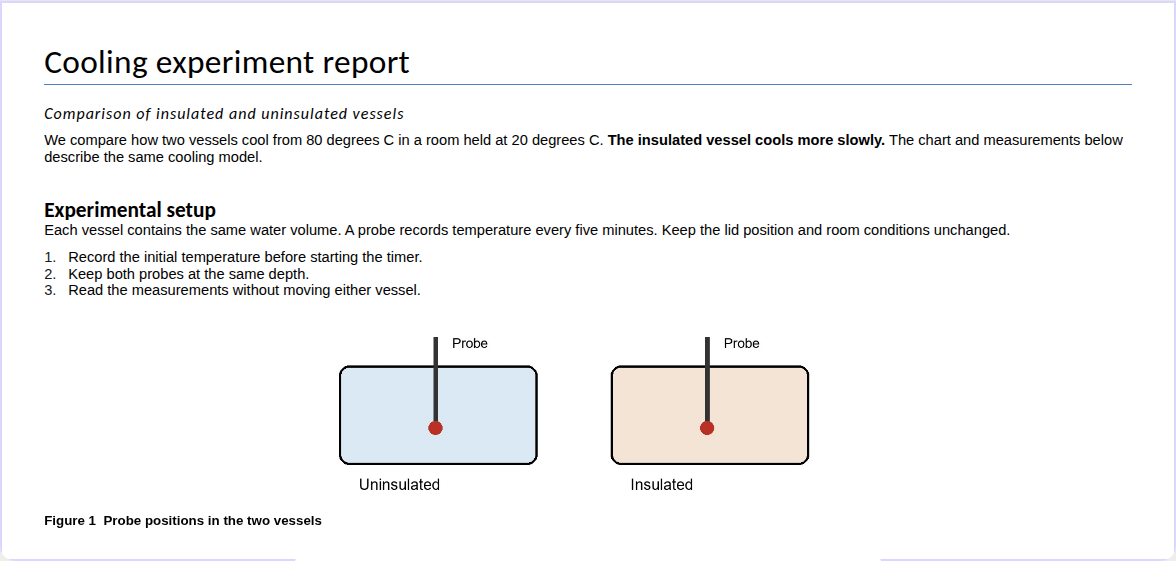 Cooling experiment report
Comparison of insulated and uninsulated vessels
We compare how two vessels cool from 80 degrees C in a room held at 20 degrees C. The insulated vessel cools more slowly. The chart and measurements below
describe the same cooling model.
Experimental setup
Each vessel contains the same water volume. A probe records temperature every five minutes. Keep the lid position and room conditions unchanged.
1. Record the initial temperature before starting the timer.
2. Keep both probes at the same depth.
3. Read the measurements without moving either vessel.
Probe
Probe
Uninsulated
Insulated
Figure 1 Probe positions in the two vessels